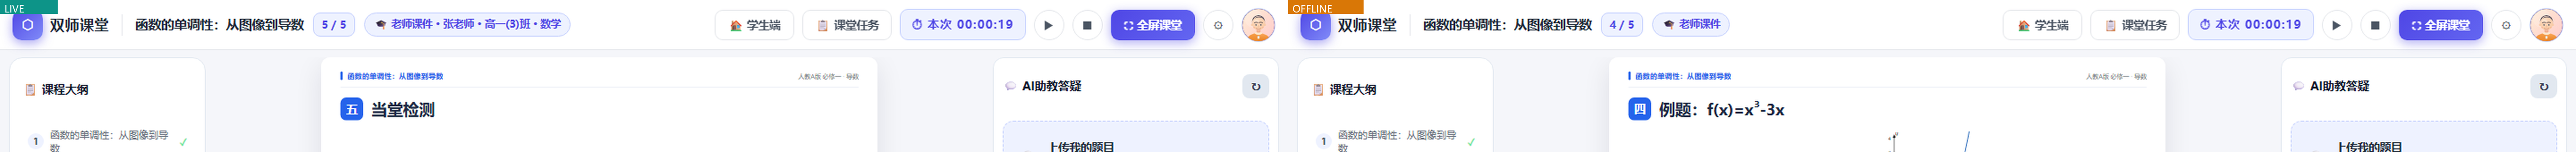 LIVE
双师课堂
函数的单调性：从图像到导数
5 / 5
老师课件・张老师・高一(3)班・数学
学生端
课堂任务
本次 00:00:19
全屏课堂
课程大纲
1 函数的单调性：从图像到导数
函数的单调性：从图像到导数
人教A版 必修一 · 导数
五 当堂检测
AI助教答疑
上传我的题目
OFFLINE
双师课堂
函数的单调性：从图像到导数
4 / 5
老师课件
学生端
课堂任务
本次 00:00:19
全屏课堂
课程大纲
1 函数的单调性：从图像到导数
函数的单调性：从图像到导数
人教A版 必修一 · 导数
四 例题：f(x)=x³-3x
AI助教答疑
上传我的题目